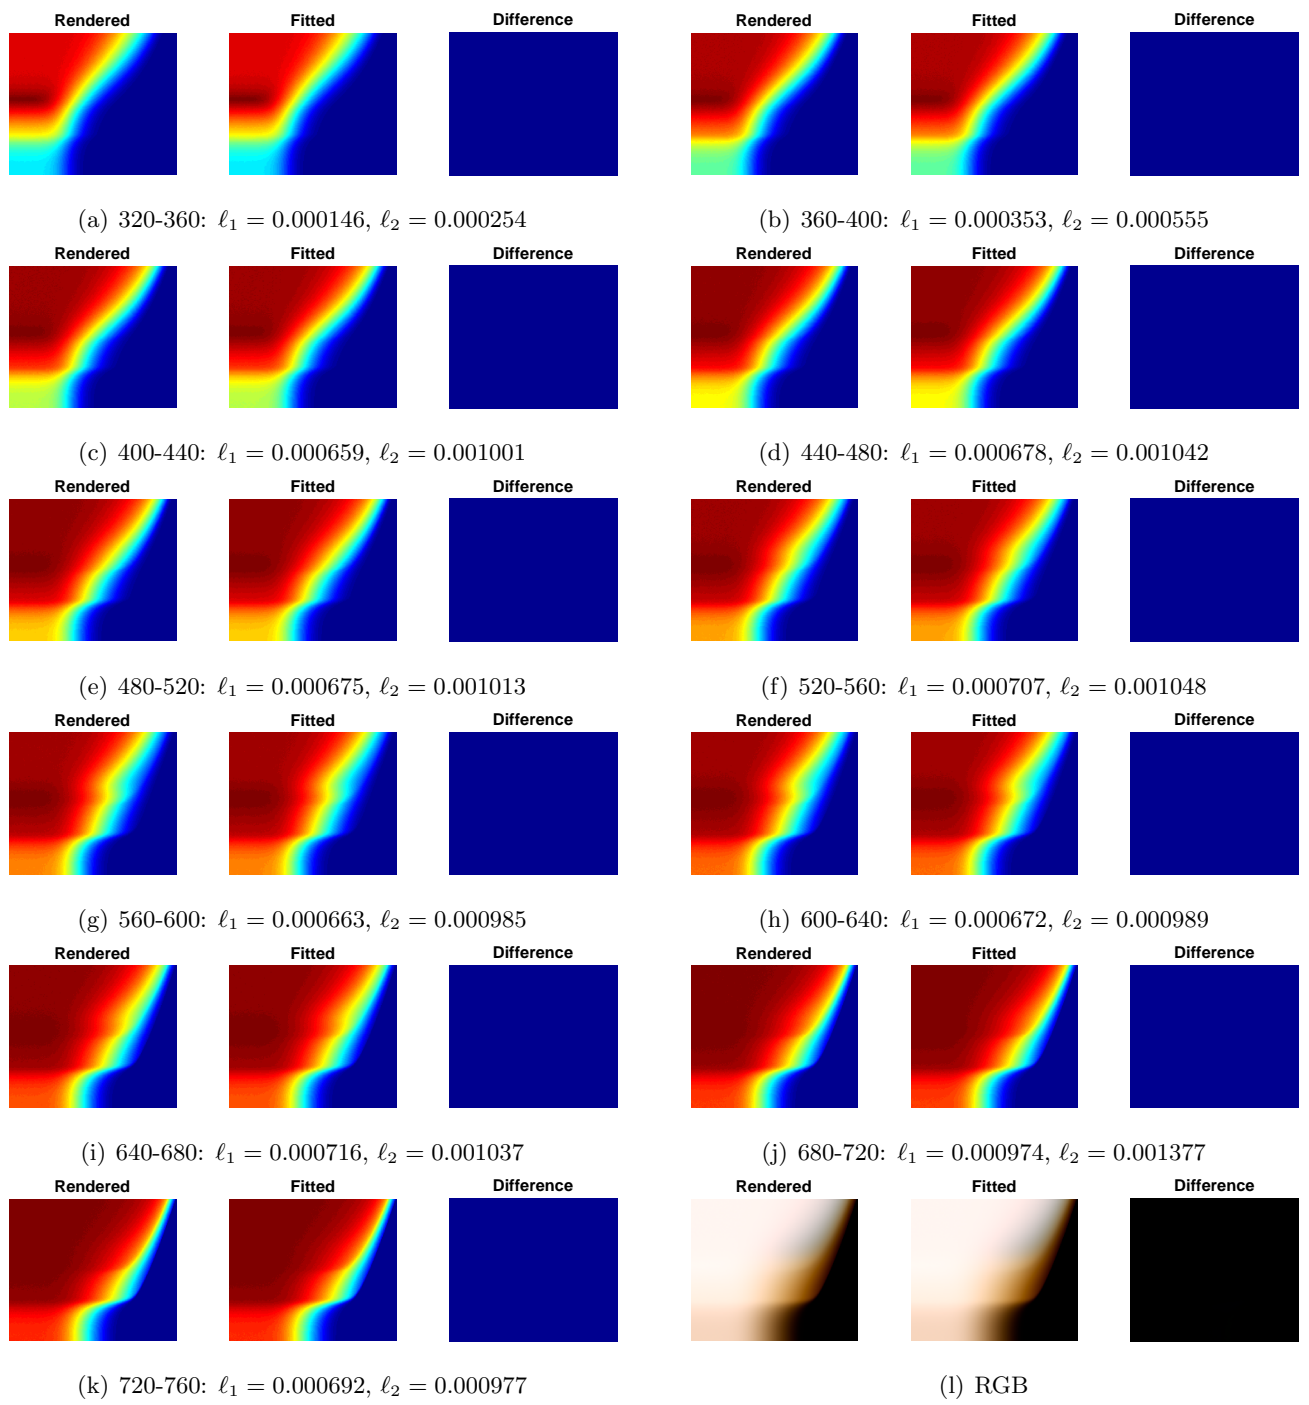 Rendered Fitted Difference Rendered Fitted Difference
(a) 320-360: ℓ₁ = 0.000146, ℓ₂ = 0.000254 (b) 360-400: ℓ₁ = 0.000353, ℓ₂ = 0.000555
Rendered Fitted Difference Rendered Fitted Difference
(c) 400-440: ℓ₁ = 0.000659, ℓ₂ = 0.001001 (d) 440-480: ℓ₁ = 0.000678, ℓ₂ = 0.001042
Rendered Fitted Difference Rendered Fitted Difference
(e) 480-520: ℓ₁ = 0.000675, ℓ₂ = 0.001013 (f) 520-560: ℓ₁ = 0.000707, ℓ₂ = 0.001048
Rendered Fitted Difference Rendered Fitted Difference
(g) 560-600: ℓ₁ = 0.000663, ℓ₂ = 0.000985 (h) 600-640: ℓ₁ = 0.000672, ℓ₂ = 0.000989
Rendered Fitted Difference Rendered Fitted Difference
(i) 640-680: ℓ₁ = 0.000716, ℓ₂ = 0.001037 (j) 680-720: ℓ₁ = 0.000974, ℓ₂ = 0.001377
Rendered Fitted Difference Rendered Fitted Difference
(k) 720-760: ℓ₁ = 0.000692, ℓ₂ = 0.000977 (l) RGB